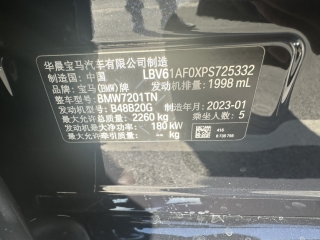 华晨宝马汽车有限公司制造
制造国: 中国 LBV61AF0XPS725332
品牌: 宝马(BMW)牌 发动机排量: 1998 mL
整车型号: BMW7201TN
发动机型号: B4BB20G 制造年月: 2023-01
最大允许总质量: 2260 kg 乘坐人数: 5
发动机最大净功率: 180 kW
最大允许牵引质量: -- kg